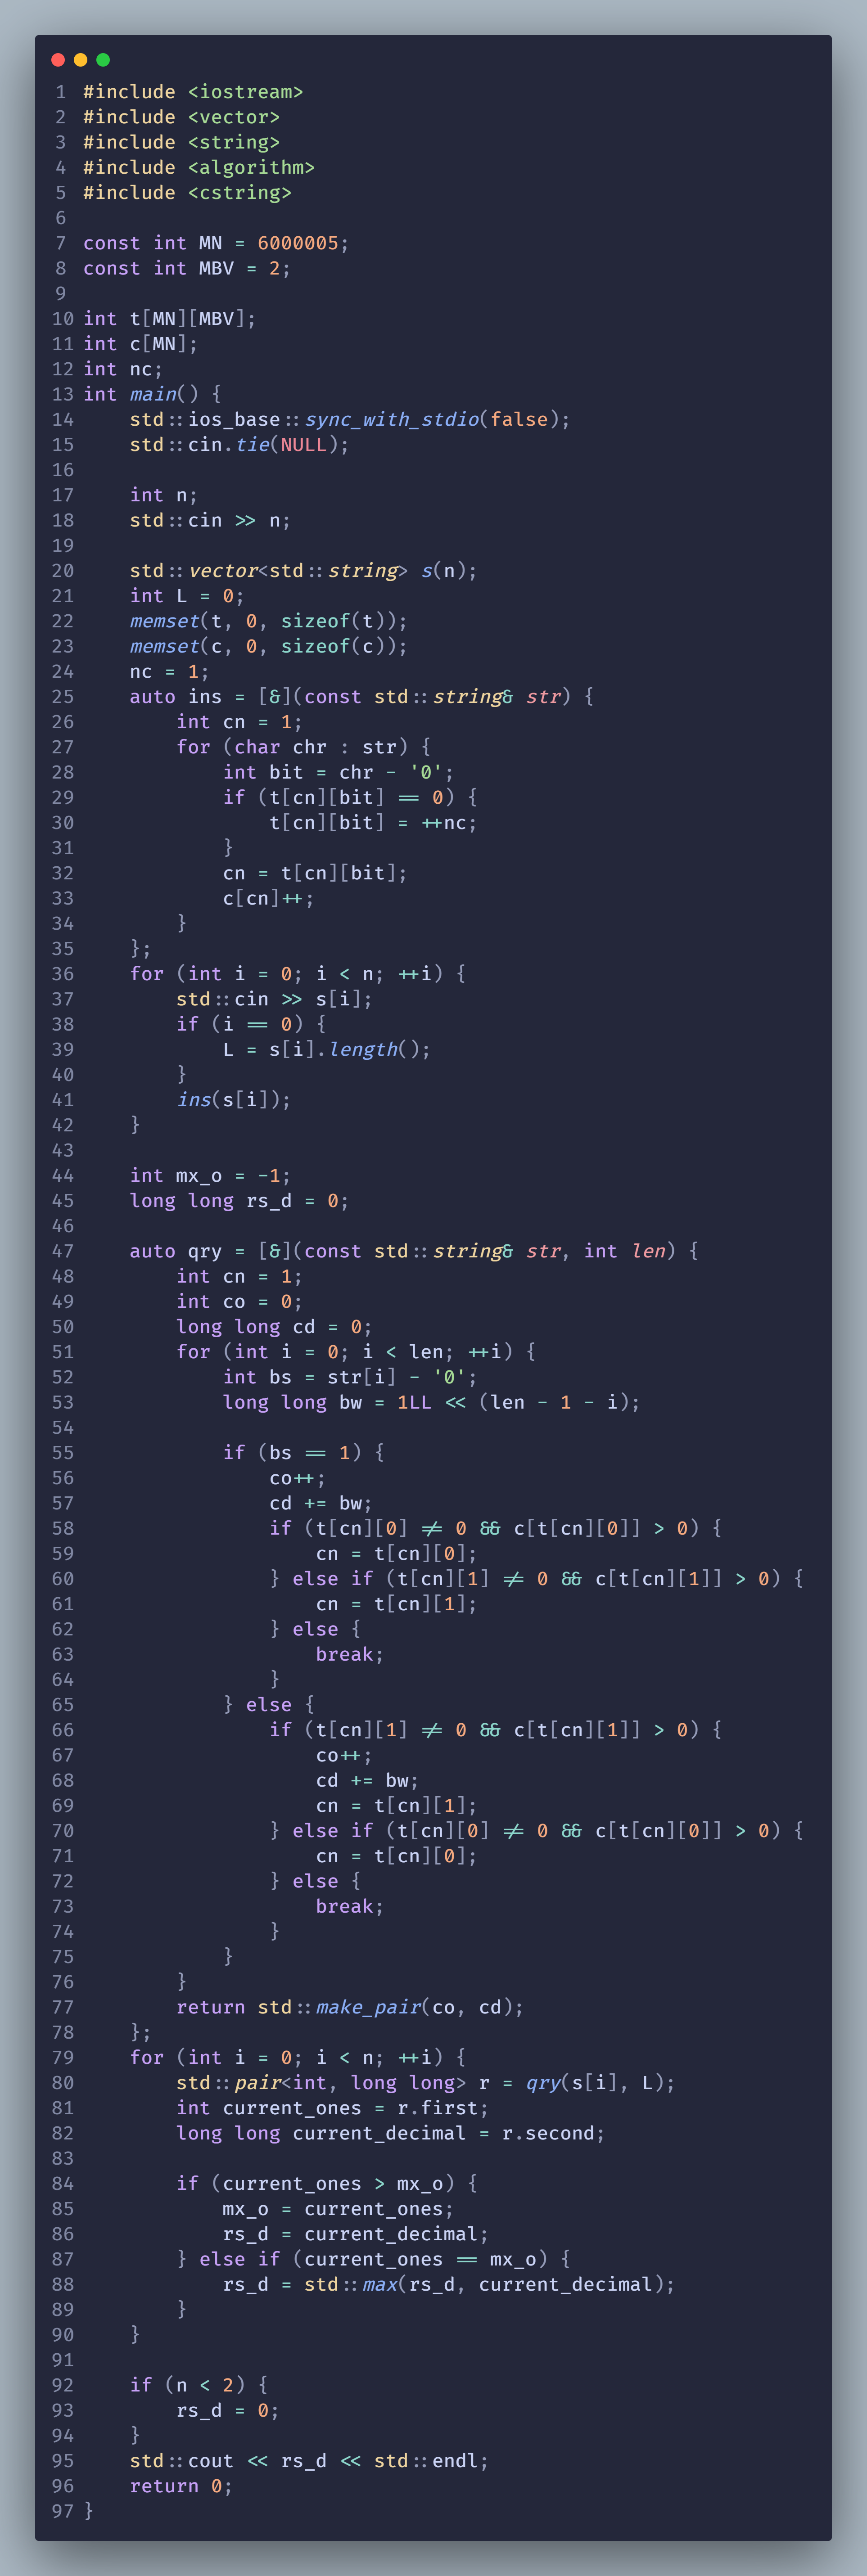 1 #include <iostream>
2 #include <vector>
3 #include <string>
4 #include <algorithm>
5 #include <cstring>
6
7 const int MN = 6000005;
8 const int MBV = 2;
9
10 int t[MN][MBV];
11 int c[MN];
12 int nc;
13 int main() {
14     std::ios_base::sync_with_stdio(false);
15     std::cin.tie(NULL);
16
17     int n;
18     std::cin >> n;
19
20     std::vector<std::string> s(n);
21     int L = 0;
22     memset(t, 0, sizeof(t));
23     memset(c, 0, sizeof(c));
24     nc = 1;
25     auto ins = [&](const std::string& str) {
26         int cn = 1;
27         for (char chr : str) {
28             int bit = chr - '0';
29             if (t[cn][bit] == 0) {
30                 t[cn][bit] = ++nc;
31             }
32             cn = t[cn][bit];
33             c[cn]++;
34         }
35     };
36     for (int i = 0; i < n; ++i) {
37         std::cin >> s[i];
38         if (i == 0) {
39             L = s[i].length();
40         }
41         ins(s[i]);
42     }
43
44     int mx_o = -1;
45     long long rs_d = 0;
46
47     auto qry = [&](const std::string& str, int len) {
48         int cn = 1;
49         int co = 0;
50         long long cd = 0;
51         for (int i = 0; i < len; ++i) {
52             int bs = str[i] - '0';
53             long long bw = 1LL << (len - 1 - i);
54
55             if (bs == 1) {
56                 co++;
57                 cd += bw;
58                 if (t[cn][0] != 0 && c[t[cn][0]] > 0) {
59                     cn = t[cn][0];
60                 } else if (t[cn][1] != 0 && c[t[cn][1]] > 0) {
61                     cn = t[cn][1];
62                 } else {
63                     break;
64                 }
65             } else {
66                 if (t[cn][1] != 0 && c[t[cn][1]] > 0) {
67                     co++;
68                     cd += bw;
69                     cn = t[cn][1];
70                 } else if (t[cn][0] != 0 && c[t[cn][0]] > 0) {
71                     cn = t[cn][0];
72                 } else {
73                     break;
74                 }
75             }
76         }
77         return std::make_pair(co, cd);
78     };
79     for (int i = 0; i < n; ++i) {
80         std::pair<int, long long> r = qry(s[i], L);
81         int current_ones = r.first;
82         long long current_decimal = r.second;
83
84         if (current_ones > mx_o) {
85             mx_o = current_ones;
86             rs_d = current_decimal;
87         } else if (current_ones == mx_o) {
88             rs_d = std::max(rs_d, current_decimal);
89         }
90     }
91
92     if (n < 2) {
93         rs_d = 0;
94     }
95     std::cout << rs_d << std::endl;
96     return 0;
97 }